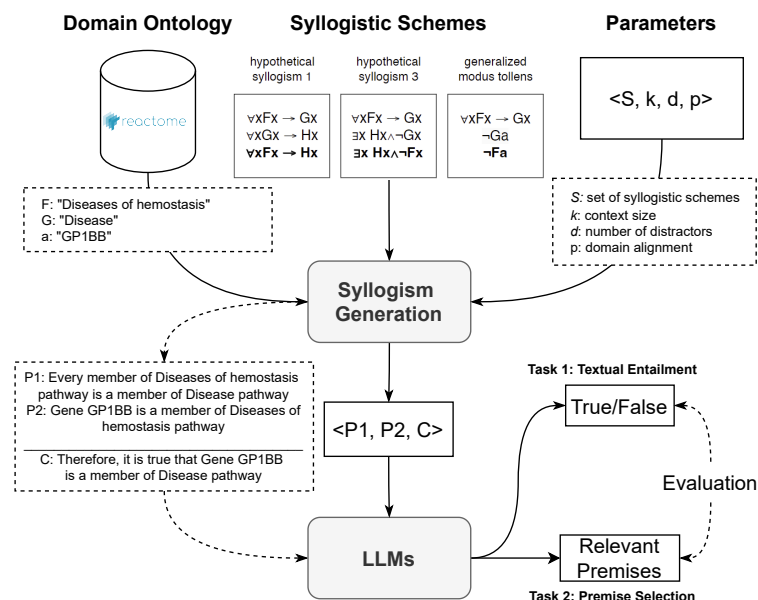 Domain Ontology
Syllogistic Schemes
Parameters
hypothetical
syllogism 1
hypothetical
syllogism 3
generalized
modus tollens
reactome
∀xFx → Gx
∀xGx → Hx
∀xFx → Hx
∀xFx → Gx
∃x Hx∧¬Gx
∃x Hx∧¬Fx
∀xFx → Gx
¬Ga
¬Fa
<S, k, d, p>
F: "Diseases of hemostasis"
G: "Disease"
a: "GP1BB"
S: set of syllogistic schemes
k: context size
d: number of distractors
p: domain alignment
Syllogism
Generation
P1: Every member of Diseases of hemostasis
pathway is a member of Disease pathway
P2: Gene GP1BB is a member of Diseases of
hemostasis pathway
C: Therefore, it is true that Gene GP1BB
is a member of Disease pathway
<P1, P2, C>
Task 1: Textual Entailment
True/False
Evaluation
LLMs
Relevant
Premises
Task 2: Premise Selection